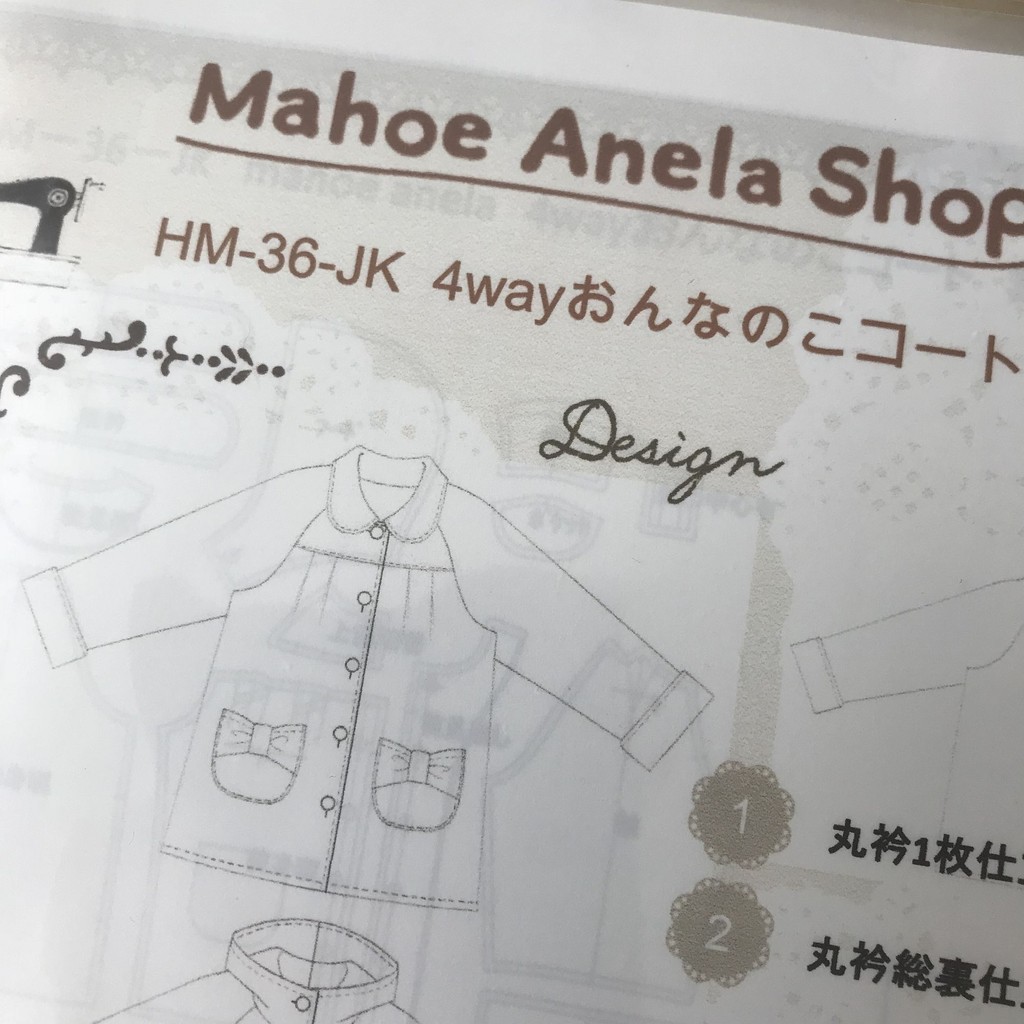 Mahoe Anela Shop
HM-36-JK 4wayおんなのこコート
Design
1
丸衿1枚仕
2
丸衿総裏仕